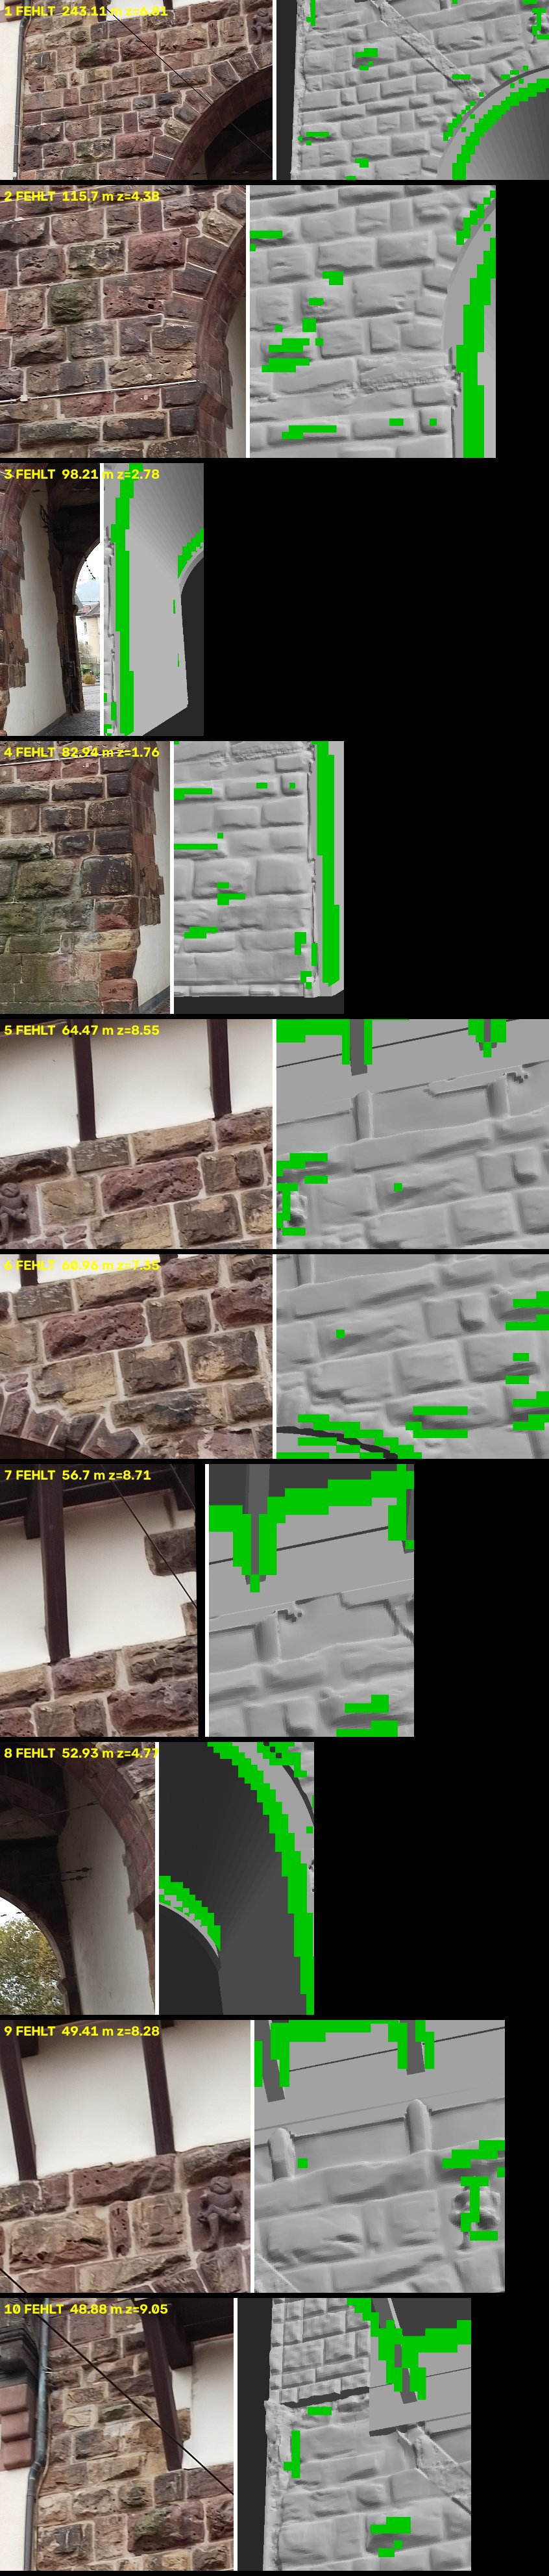 1 FEHLT 243.11 m z=6.81
2 FEHLT 115.7 m z=4.38
3 FEHLT 98.21 m z=2.78
4 FEHLT 82.94 m z=1.76
5 FEHLT 64.47 m z=8.55
6 FEHLT 60.96 m z=7.55
7 FEHLT 56.7 m z=8.71
8 FEHLT 52.93 m z=4.77
9 FEHLT 49.41 m z=8.28
10 FEHLT 48.88 m z=9.05